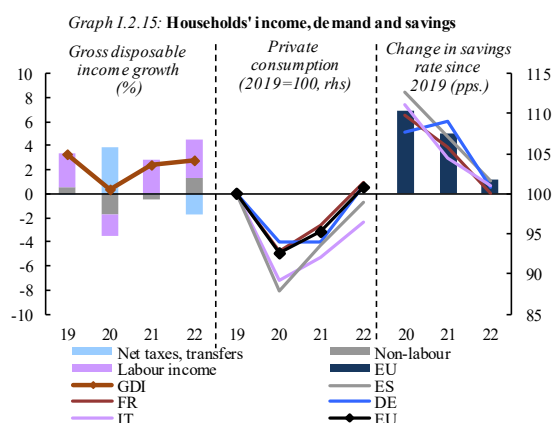 Graph I.2.15: Households' income, demand and savings
Gross disposable
income growth
(%)
Private
consumption
(2019=100, rhs)
Change in savings
rate since
2019 (pps.)
10
8
6
4
2
0
-2
-4
-6
-8
-10
115
110
105
100
95
90
85
19 20 21 22 19 20 21 22 20 21 22
Net taxes, transfers
Non-labour
Labour income
EU
GDI
ES
FR
DE
IT
EU